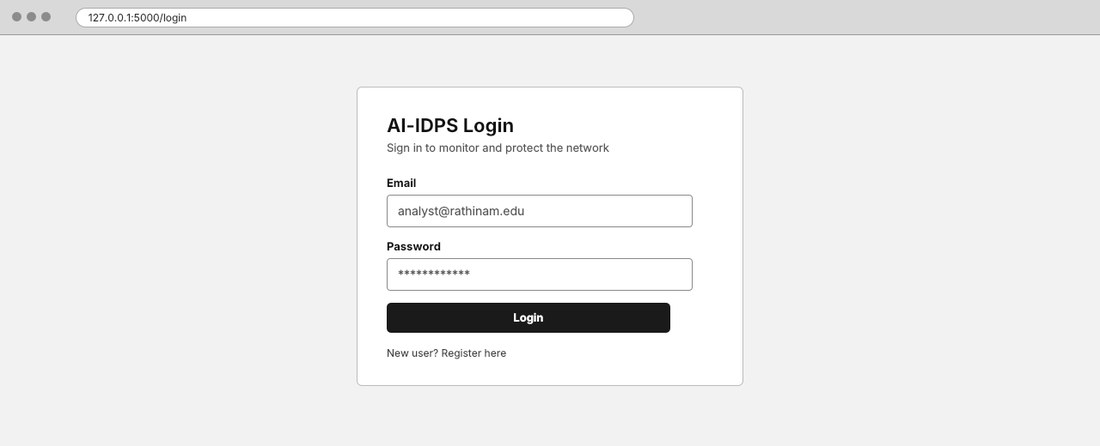 127.0.0.1:5000/login
AI-IDPS Login
Sign in to monitor and protect the network
Email
analyst@rathinam.edu
Password
************
Login
New user? Register here